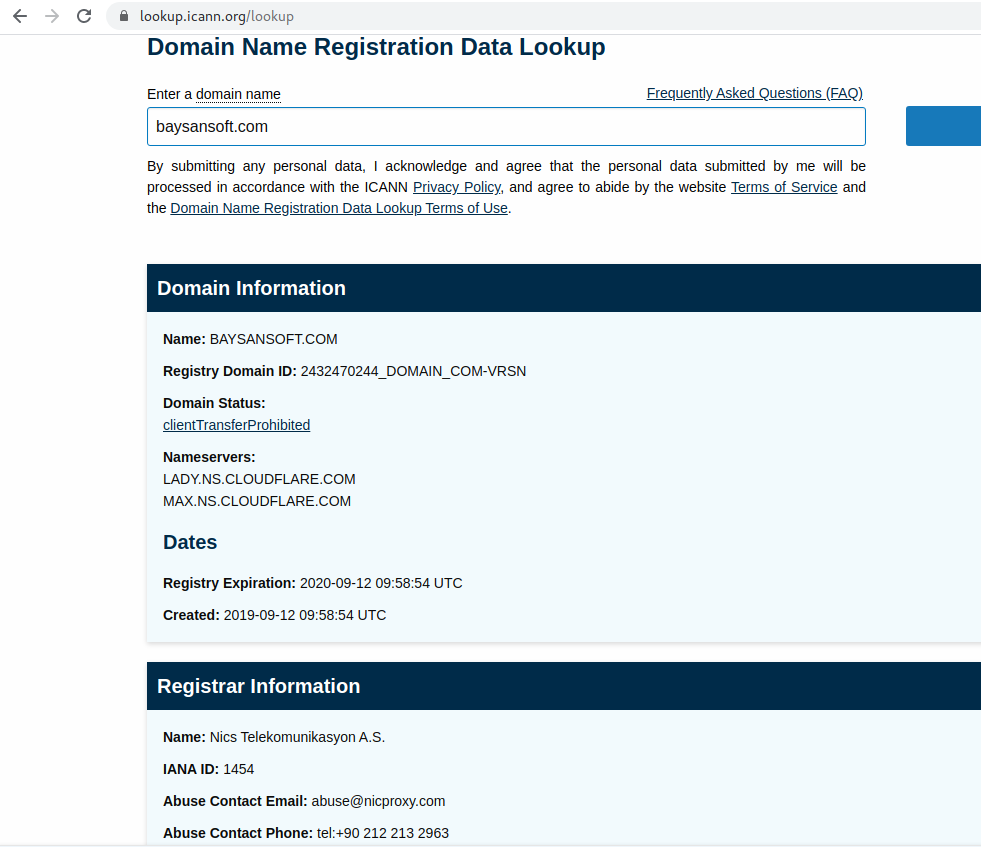 lookup.icann.org/lookup
Domain Name Registration Data Lookup
Enter a domain name
Frequently Asked Questions (FAQ)
baysansoft.com
By submitting any personal data, I acknowledge and agree that the personal data submitted by me will be
processed in accordance with the ICANN Privacy Policy, and agree to abide by the website Terms of Service and
the Domain Name Registration Data Lookup Terms of Use.
Domain Information
Name: BAYSANSOFT.COM
Registry Domain ID: 2432470244_DOMAIN_COM-VRSN
Domain Status:
clientTransferProhibited
Nameservers:
LADY.NS.CLOUDFLARE.COM
MAX.NS.CLOUDFLARE.COM
Dates
Registry Expiration: 2020-09-12 09:58:54 UTC
Created: 2019-09-12 09:58:54 UTC
Registrar Information
Name: Nics Telekomunikasyon A.S.
IANA ID: 1454
Abuse Contact Email: abuse@nicproxy.com
Abuse Contact Phone: tel:+90 212 213 2963